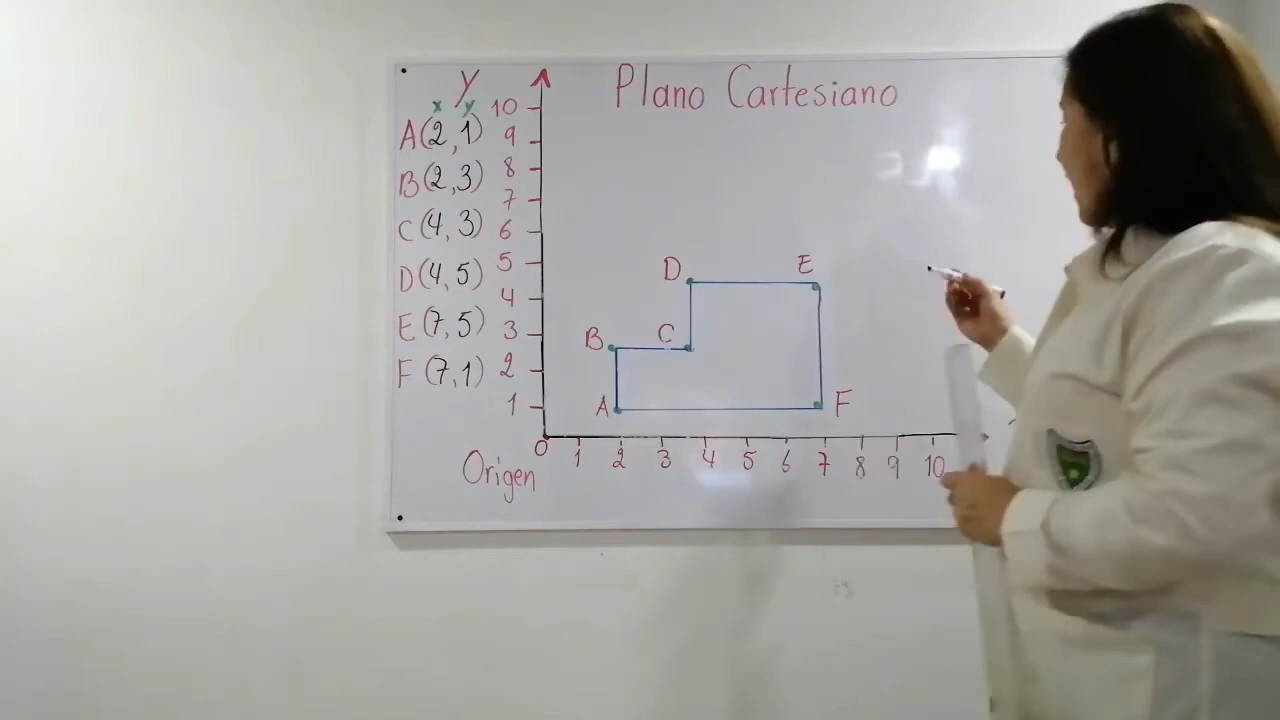 Plano Cartesiano
y
x y
A(2,1)
B(2,3)
C(4,3)
D(4,5)
E(7,5)
F(7,1)
10
9
8
7
6
5
4
3
2
1
D E
B C
A F
0 1 2 3 4 5 6 7 8 9 10
Origen